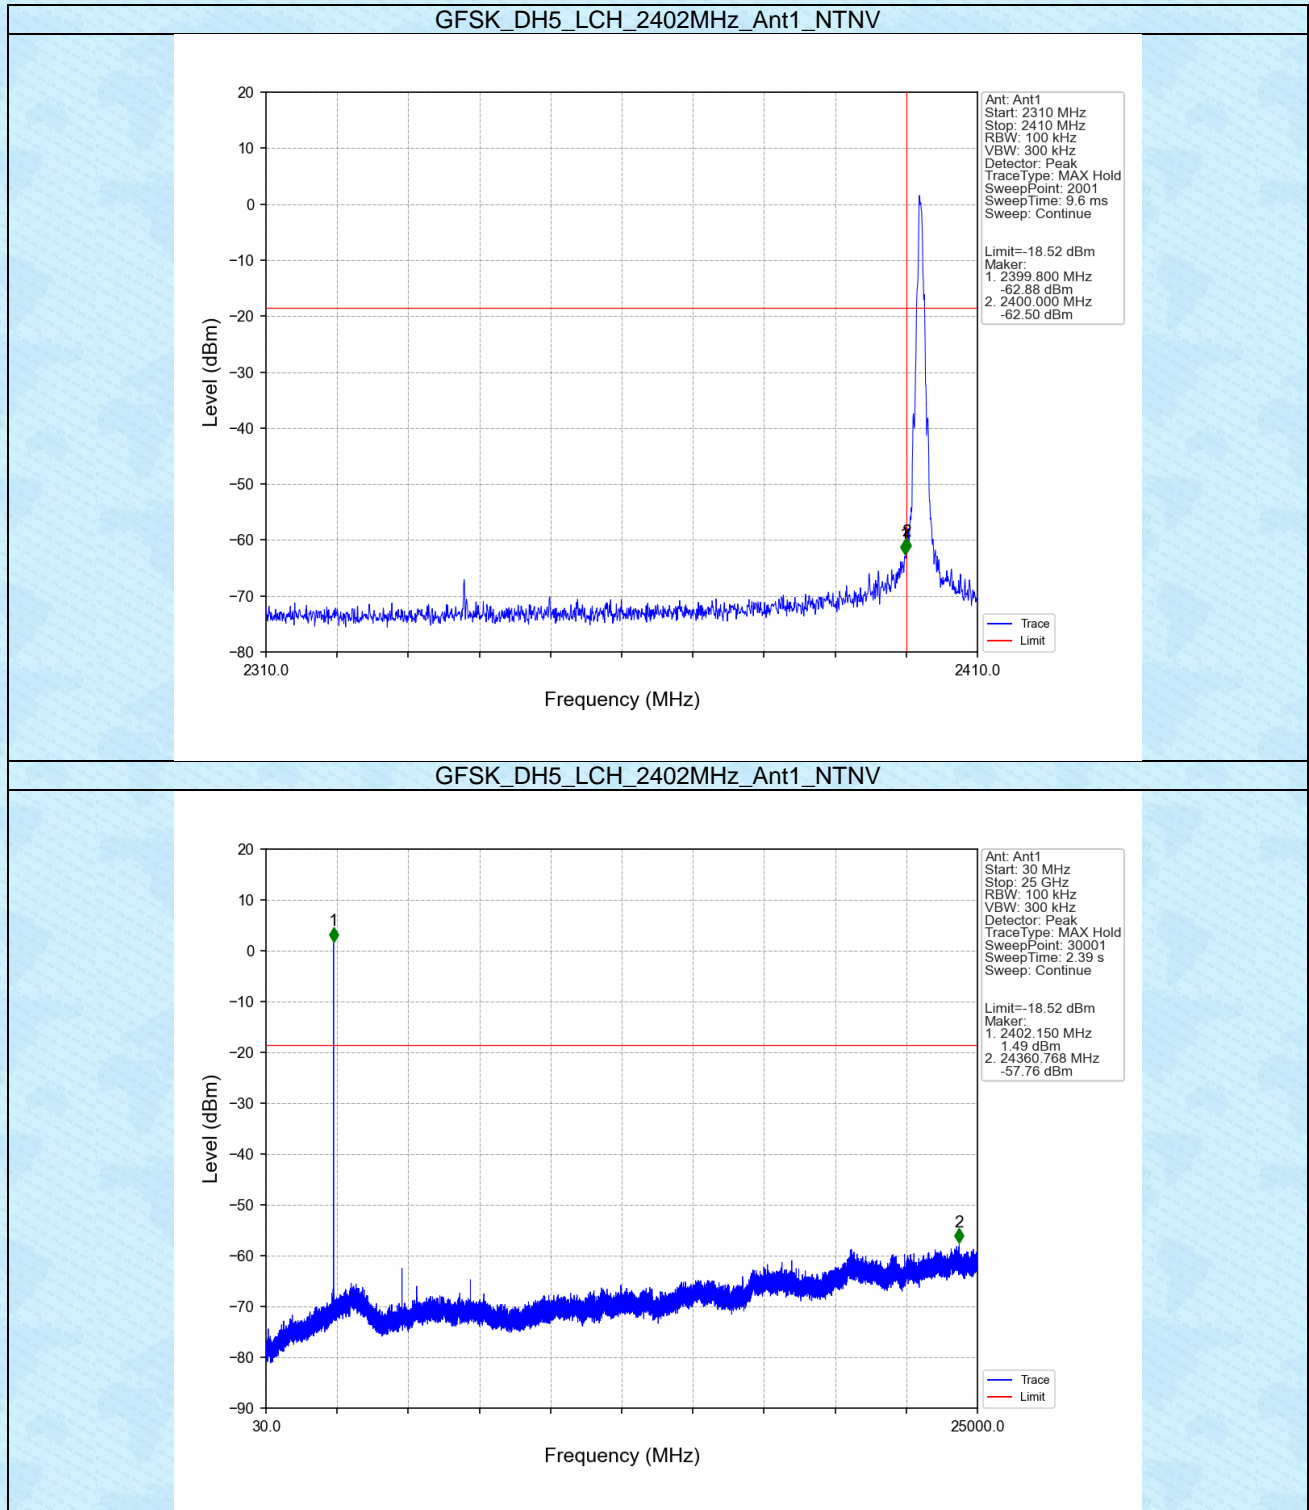 GFSK_DH5_LCH_2402MHz_Ant1_NTNV
20
10
0
−10
−20
−30
−40
−50
−60
−70
−80
Level (dBm)
2310.0
2410.0
Frequency (MHz)
2
Ant: Ant1
Start: 2310 MHz
Stop: 2410 MHz
RBW: 100 kHz
VBW: 300 kHz
Detector: Peak
TraceType: MAX Hold
SweepPoint: 2001
SweepTime: 9.6 ms
Sweep: Continue
Limit=-18.52 dBm
Maker:
1. 2399.800 MHz
-62.88 dBm
2. 2400.000 MHz
-62.50 dBm
Trace
Limit
GFSK_DH5_LCH_2402MHz_Ant1_NTNV
20
10
0
−10
−20
−30
−40
−50
−60
−70
−80
−90
Level (dBm)
30.0
25000.0
Frequency (MHz)
1
2
Ant: Ant1
Start: 30 MHz
Stop: 25 GHz
RBW: 100 kHz
VBW: 300 kHz
Detector: Peak
TraceType: MAX Hold
SweepPoint: 30001
SweepTime: 2.39 s
Sweep: Continue
Limit=-18.52 dBm
Maker:
1. 2402.150 MHz
1.49 dBm
2. 24360.768 MHz
-57.76 dBm
Trace
Limit